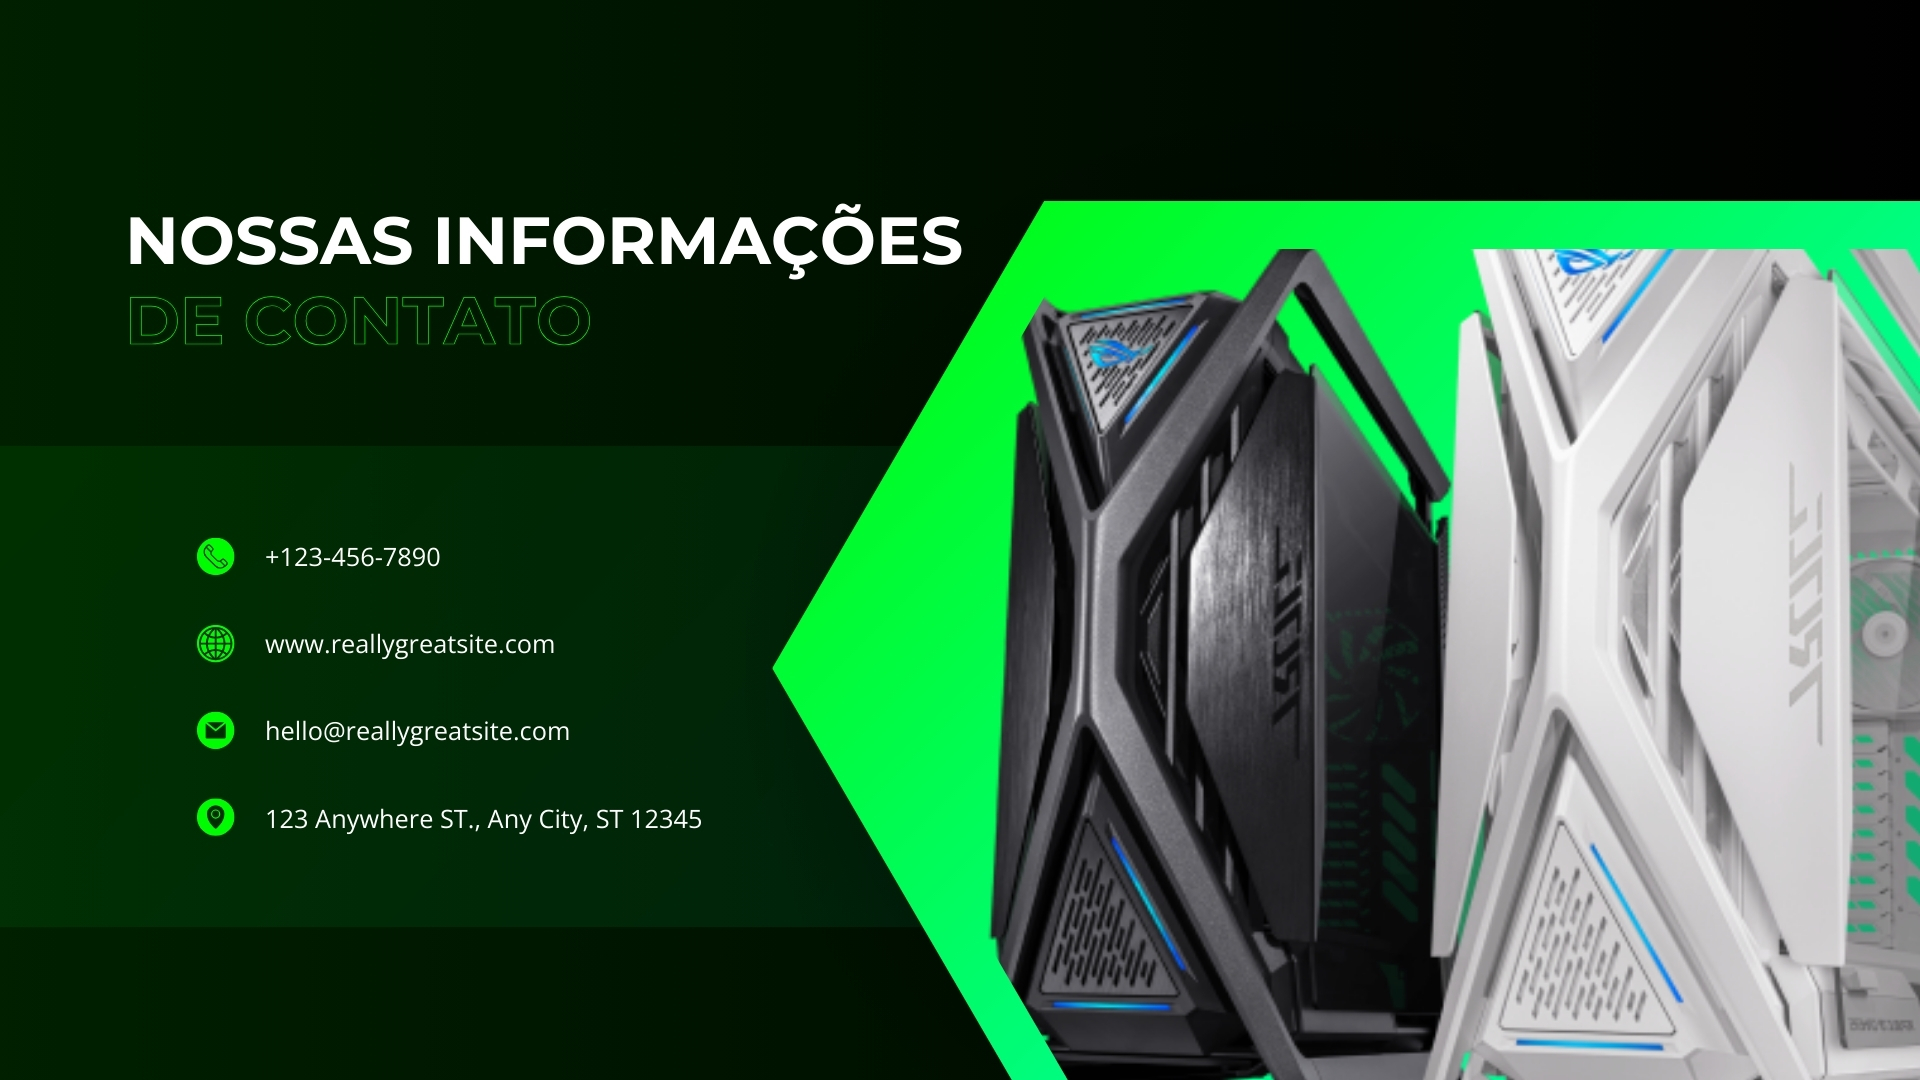 NOSSAS INFORMAÇÕES
DE CONTATO
+123-456-7890
www.reallygreatsite.com
hello@reallygreatsite.com
123 Anywhere ST., Any City, ST 12345